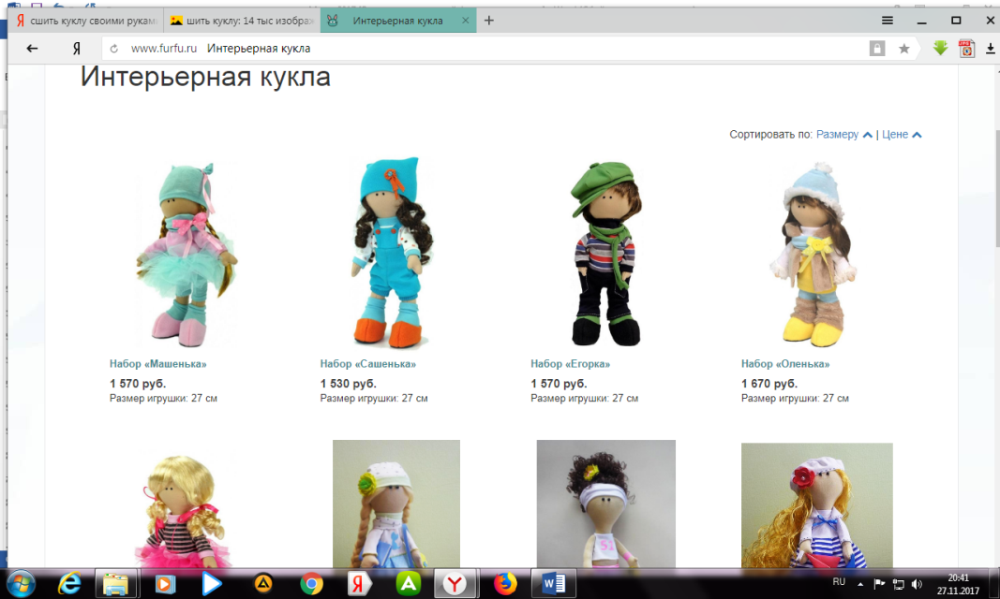 сшить куклу своими рукам
шить куклу: 14 тыс изображ
Интерьерная кукла
www.furfu.ru Интерьерная кукла
Интерьерная кукла
Сортировать по: Размеру | Цене
Набор «Машенька»
1 570 руб.
Размер игрушки: 27 см
Набор «Сашенька»
1 530 руб.
Размер игрушки: 27 см
Набор «Егорка»
1 570 руб.
Размер игрушки: 27 см
Набор «Оленька»
1 670 руб.
Размер игрушки: 27 см
51
RU
20:41
27.11.2017